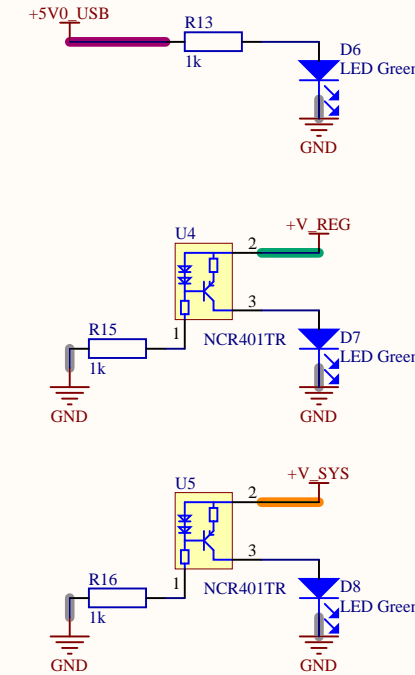 +5V0_USB
R13
1k
D6
LED Green
GND
+V_REG
U4
2
3
1
NCR401TR
R15
1k
D7
LED Green
GND
GND
+V_SYS
U5
2
3
1
NCR401TR
R16
1k
D8
LED Green
GND
GND